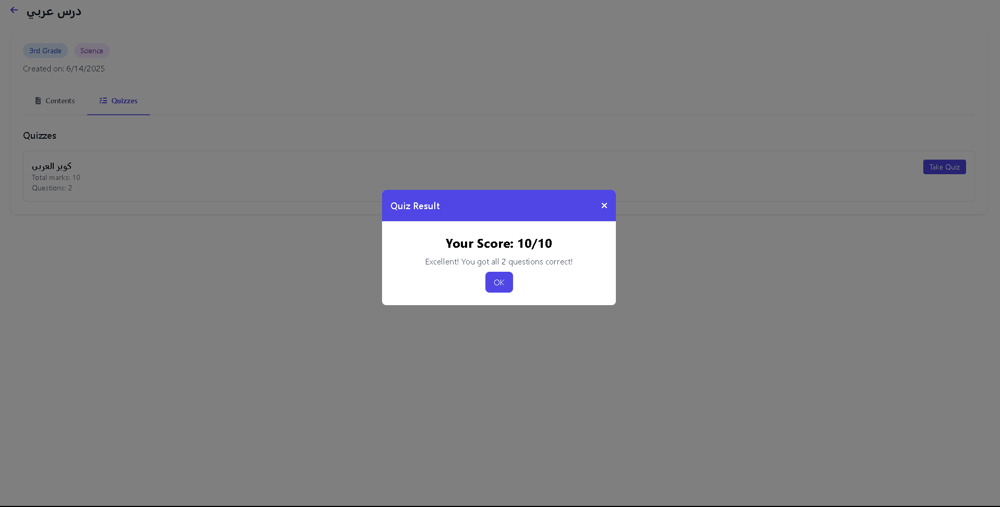 درس عربي
3rd Grade
Science
Created on: 6/14/2025
Contents
Quizzes
Quizzes
كويز العربي
Total marks: 10
Questions: 2
Take Quiz
Quiz Result
×
Your Score: 10/10
Excellent! You got all 2 questions correct!
OK